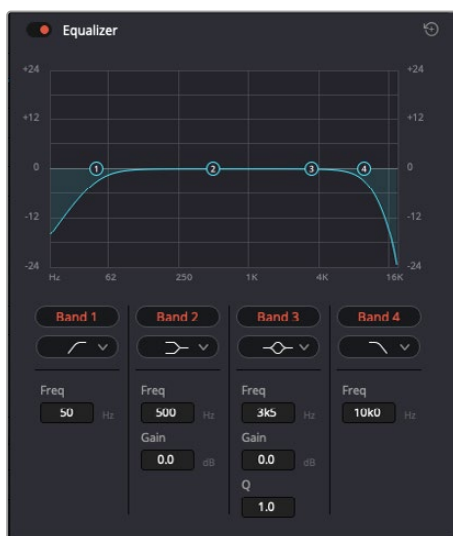 Equalizer
+24 +24
+12 +12
0 0
-12 -12
-24 -24
Hz 62 250 1K 4K 16K
1 2 3 4
Band 1 Band 2 Band 3 Band 4
Freq Freq Freq Freq
50 Hz 500 Hz 3k5 Hz 10k0 Hz
Gain Gain
0.0 dB 0.0 dB
Q
1.0